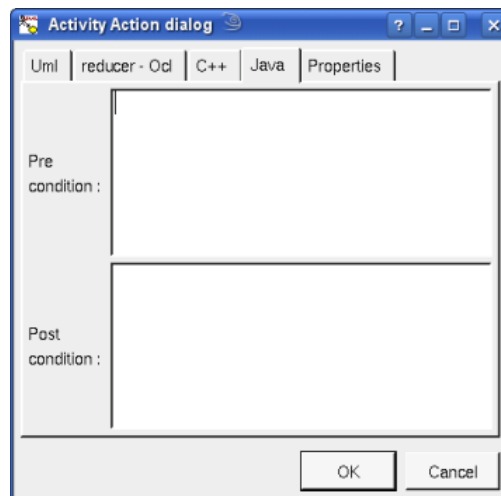 Activity Action dialog
?
Uml reducer - Ocl C++ Java Properties
Pre
condition :
Post
condition :
OK Cancel